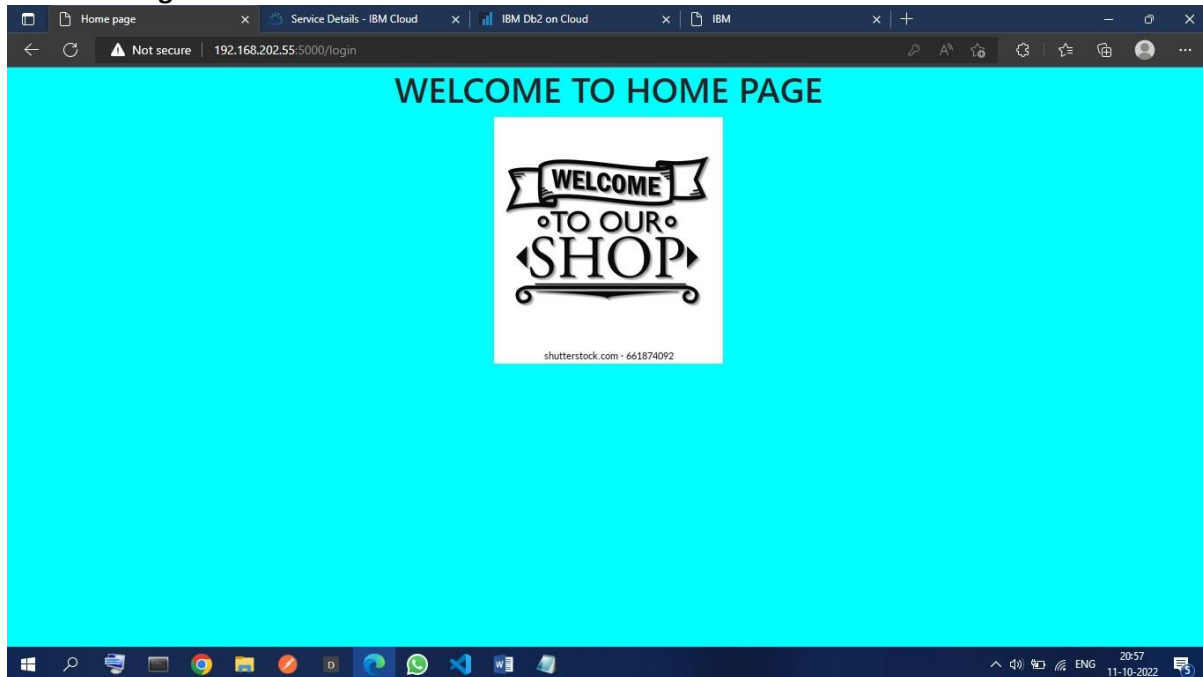 Home page
Service Details - IBM Cloud
IBM Db2 on Cloud
IBM
Not secure
192.168.202.55:5000/login
WELCOME TO HOME PAGE
WELCOME
TO OUR
SHOP
shutterstock.com · 661874092
ENG
20:57
11-10-2022
5